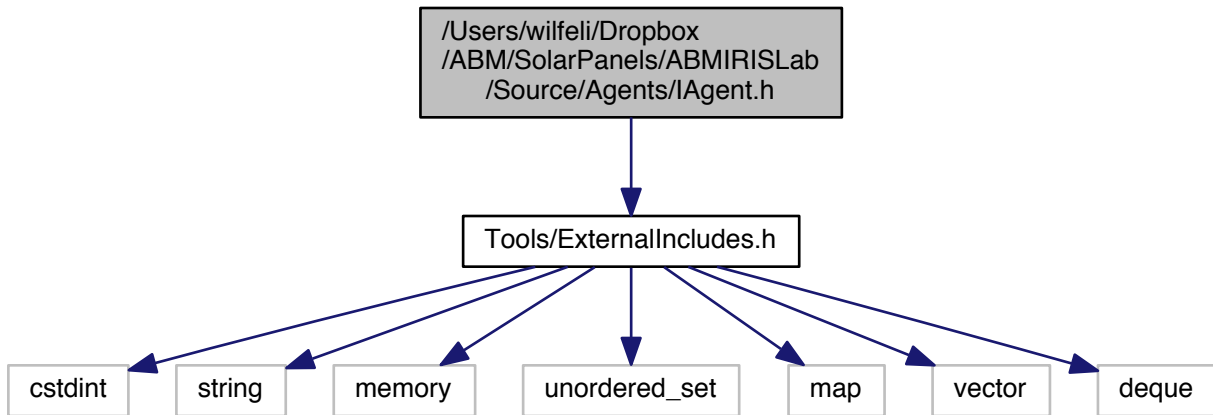 /Users/wilfeli/Dropbox
/ABM/SolarPanels/ABMIRISLab
/Source/Agents/IAgent.h
Tools/ExternalIncludes.h
cstdint
string
memory
unordered_set
map
vector
deque